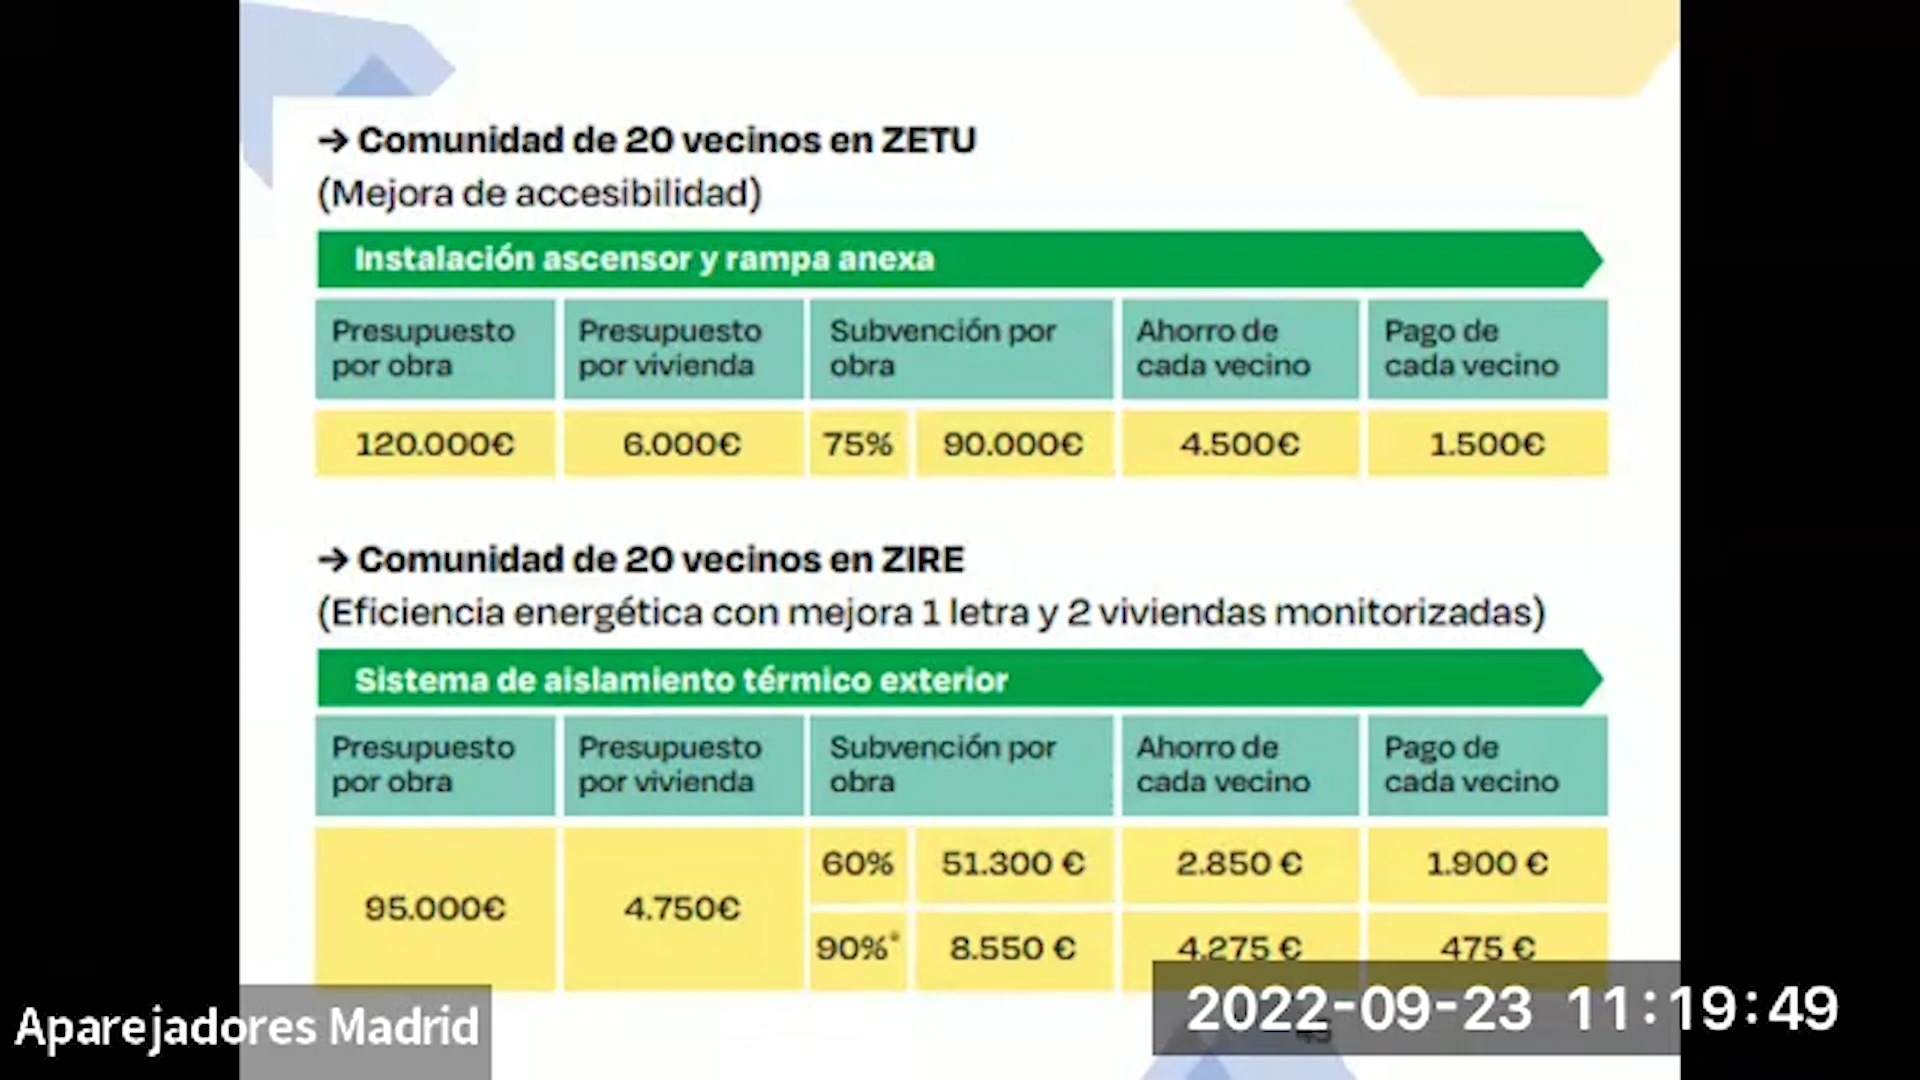 → Comunidad de 20 vecinos en ZETU
(Mejora de accesibilidad)
Instalación ascensor y rampa anexa
Presupuesto por obra
Presupuesto por vivienda
Subvención por obra
Ahorro de cada vecino
Pago de cada vecino
120.000€ 6.000€ 75% 90.000€ 4.500€ 1.500€
→ Comunidad de 20 vecinos en ZIRE
(Eficiencia energética con mejora 1 letra y 2 viviendas monitorizadas)
Sistema de aislamiento térmico exterior
Presupuesto por obra
Presupuesto por vivienda
Subvención por obra
Ahorro de cada vecino
Pago de cada vecino
95.000€ 4.750€
60% 51.300 € 2.850 € 1.900 €
90%* 8.550 € 4.275 € 475 €
Aparejadores Madrid
2022-09-23 11:19:49